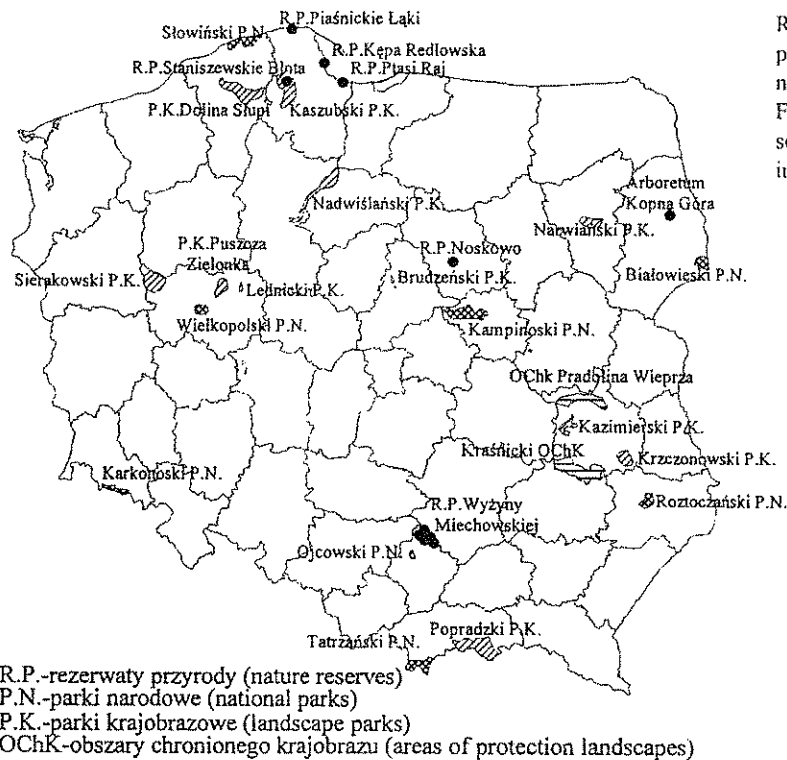 R.P.Piaśnickie Łąki
Słowiński P.N.
R.P.Kępa Redłowska
R.P.Staniszewskie Błota
R.P.Ptasi Raj
P.K.Dolina Słupi
Kaszubski P.K.
Arboretum
Kopna Góra
Nadwiślański P.K.
Narwiański P.K.
P.K.Puszcza
Zielonka
R.P.Noskowo
Sierakowski P.K.
Lednicki P.K.
Brudzeński P.K.
Białowieski P.N.
Wielkopolski P.N.
Kampinoski P.N.
OChk Pradolina Wieprza
Kazimierski P.K.
Kraśnicki OChK
Krzczonowski P.K.
Karkonoski P.N.
R.P.Wyżyny
Miechowskiej
Roztoczański P.N.
Ojcowski P.N.
Popradzki P.K.
Tatrzański P.N.
R.P.-rezerwaty przyrody (nature reserves)
P.N.-parki narodowe (national parks)
P.K.-parki krajobrazowe (landscape parks)
OChK-obszary chronionego krajobrazu (areas of protection landscapes)